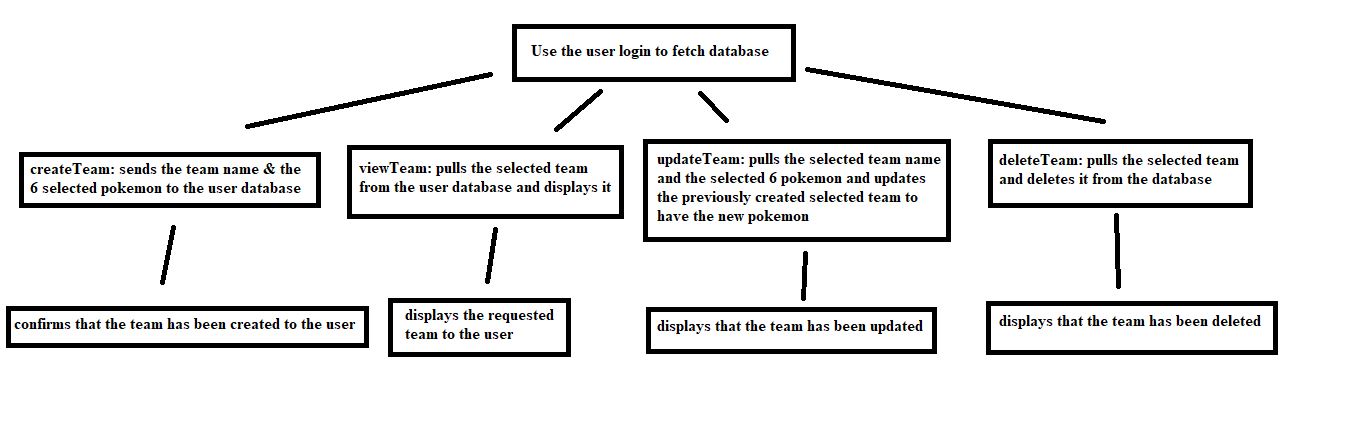 Use the user login to fetch database
createTeam: sends the team name & the
6 selected pokemon to the user database
viewTeam: pulls the selected team
from the user database and displays it
updateTeam: pulls the selected team name
and the selected 6 pokemon and updates
the previously created selected team to
have the new pokemon
deleteTeam: pulls the selected team
and deletes it from the database
confirms that the team has been created to the user
displays the requested
team to the user
displays that the team has been updated
displays that the team has been deleted